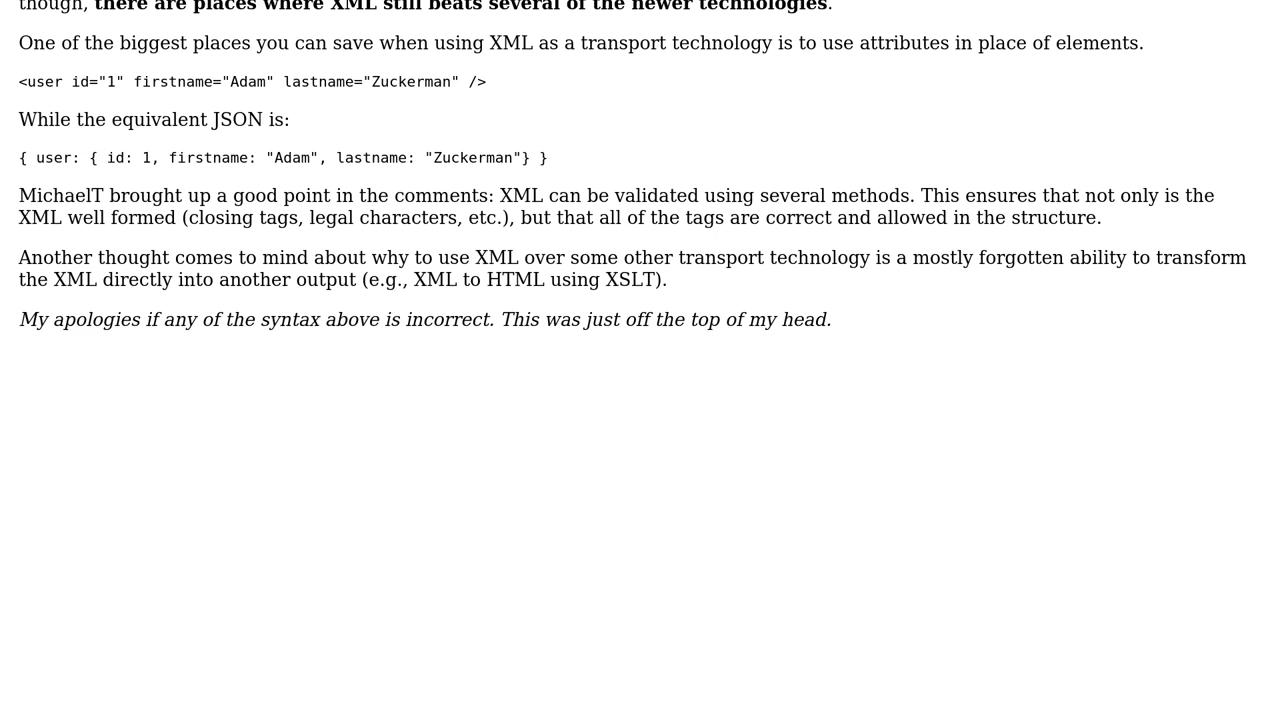 though, there are places where XML still beats several of the newer technologies.
One of the biggest places you can save when using XML as a transport technology is to use attributes in place of elements.
<user id="1" firstname="Adam" lastname="Zuckerman" />
While the equivalent JSON is:
{ user: { id: 1, firstname: "Adam", lastname: "Zuckerman"} }
MichaelT brought up a good point in the comments: XML can be validated using several methods. This ensures that not only is the
XML well formed (closing tags, legal characters, etc.), but that all of the tags are correct and allowed in the structure.
Another thought comes to mind about why to use XML over some other transport technology is a mostly forgotten ability to transform
the XML directly into another output (e.g., XML to HTML using XSLT).
My apologies if any of the syntax above is incorrect. This was just off the top of my head.